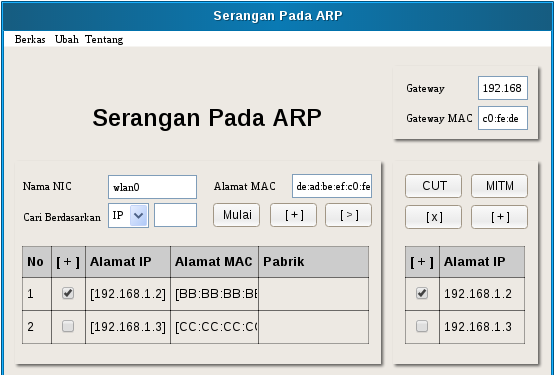 Serangan Pada ARP
Berkas Ubah Tentang
Serangan Pada ARP
Gateway 192.168
Gateway MAC c0:fe:de
Nama NIC wlan0 Alamat MAC de:ad:be:ef:c0:fe
Cari Berdasarkan IP Mulai [ + ] [ > ]
CUT MITM
[ x ] [ + ]
No [ + ] Alamat IP Alamat MAC Pabrik
1 [192.168.1.2] [BB:BB:BB:BB
2 [192.168.1.3] [CC:CC:CC:CC
[ + ] Alamat IP
192.168.1.2
192.168.1.3